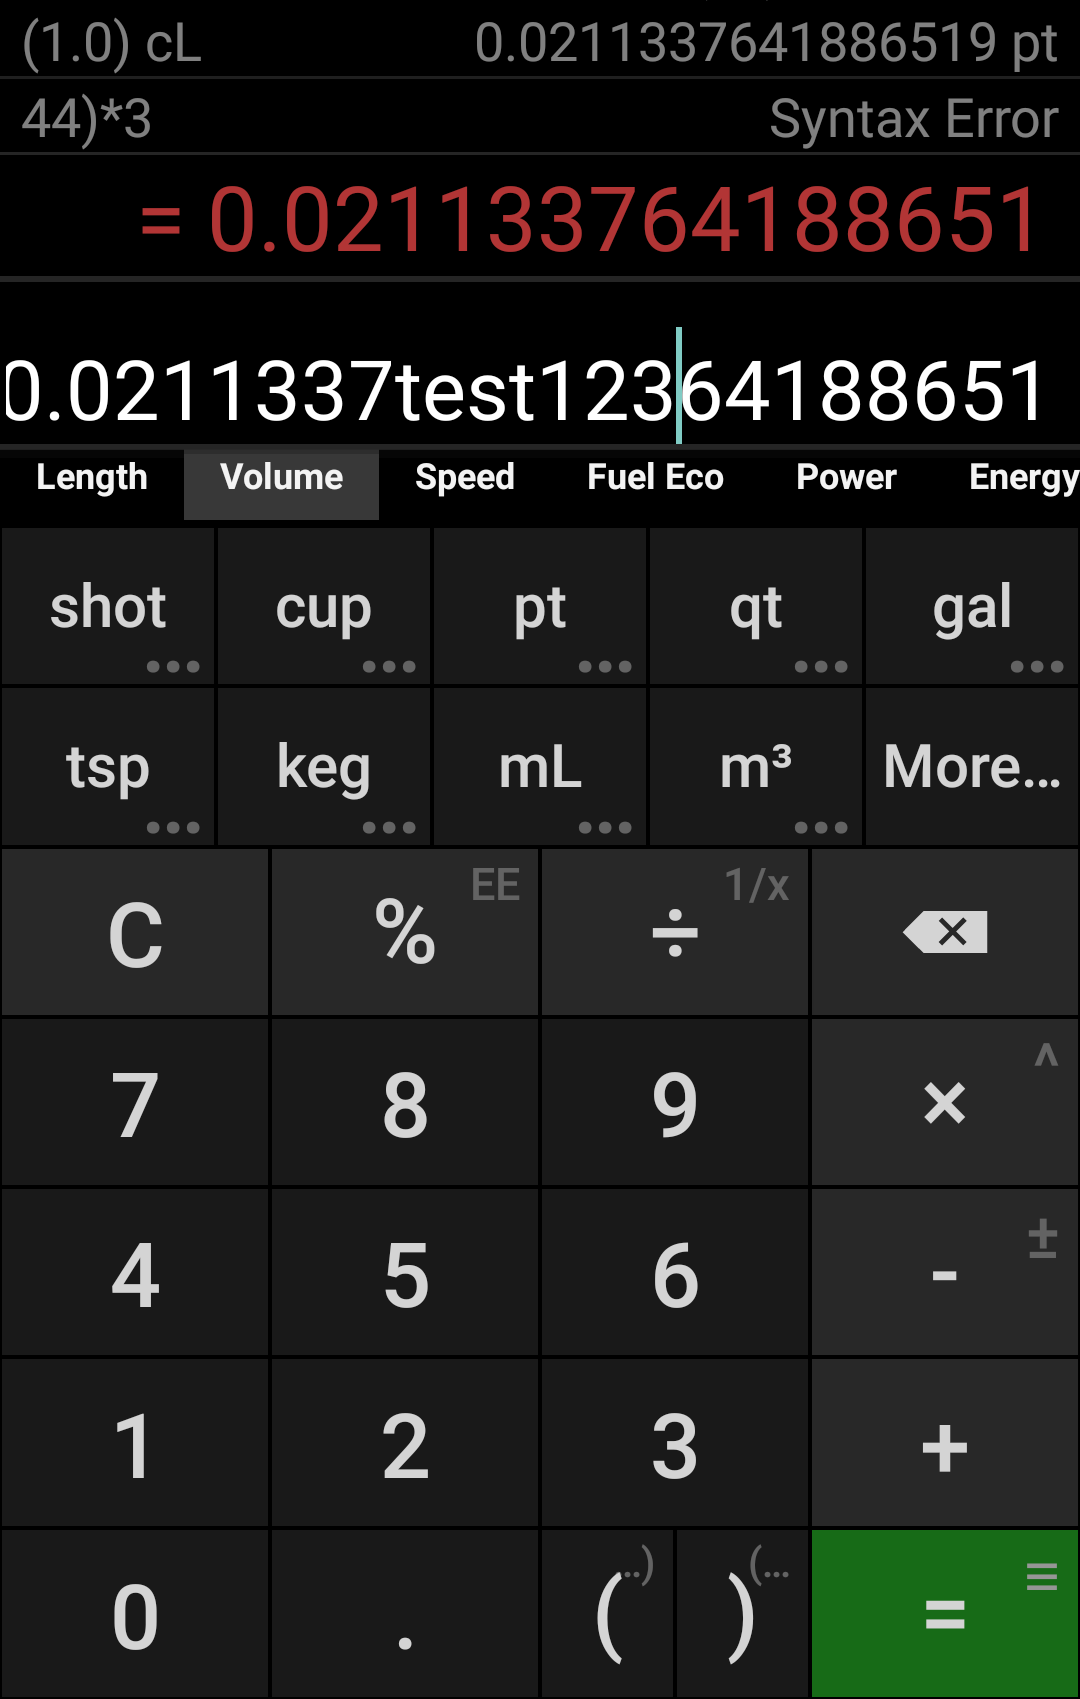 (1.0) cL 0.0211337641886519 pt
44)*3 Syntax Error
= 0.021133764188651
0.0211337test12364188651
Length Volume Speed Fuel Eco Power Energy
shot cup pt qt gal
tsp keg mL m³ More...
C % EE ÷ 1/x
7 8 9 × ^
4 5 6 - ±
1 2 3 +
0 . ( ..) ) (... = ≡